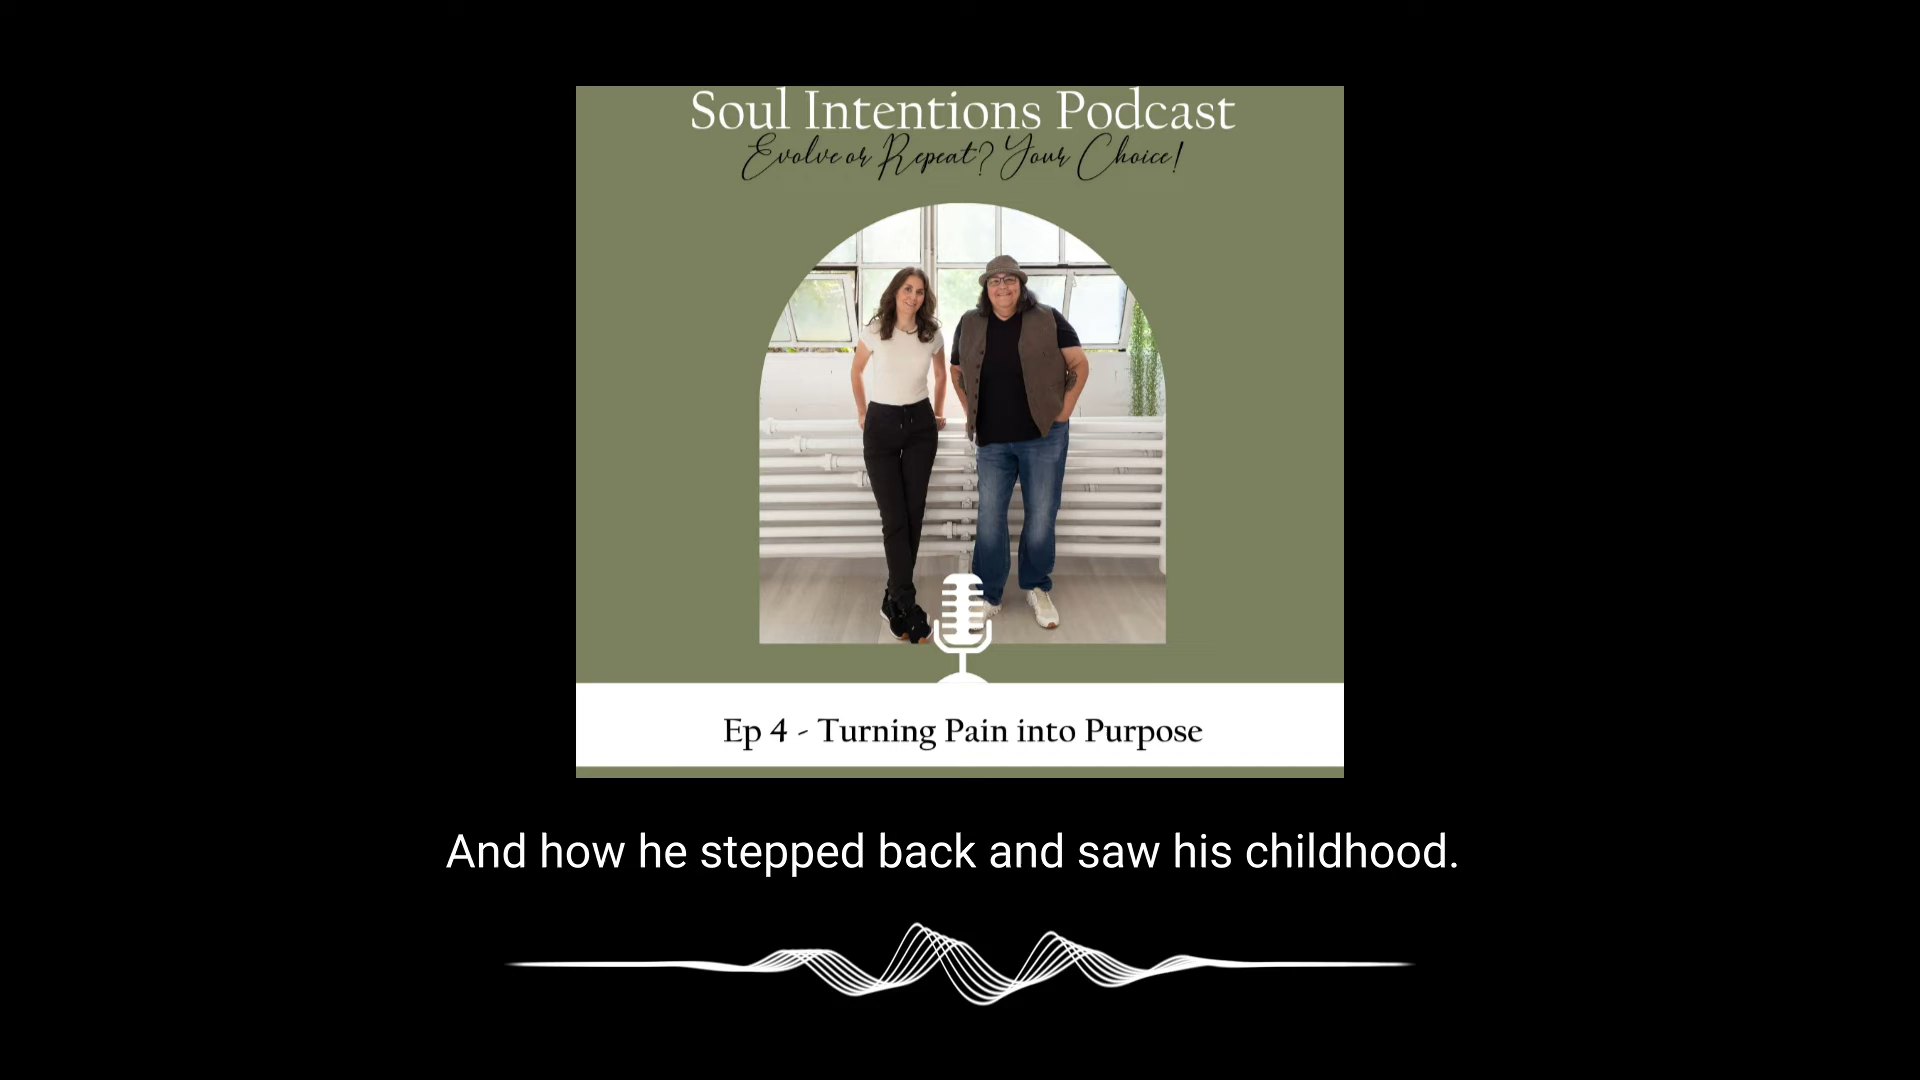 Soul Intentions Podcast
Evolve or Repeat? Your Choice!
Ep 4 - Turning Pain into Purpose
And how he stepped back and saw his childhood.